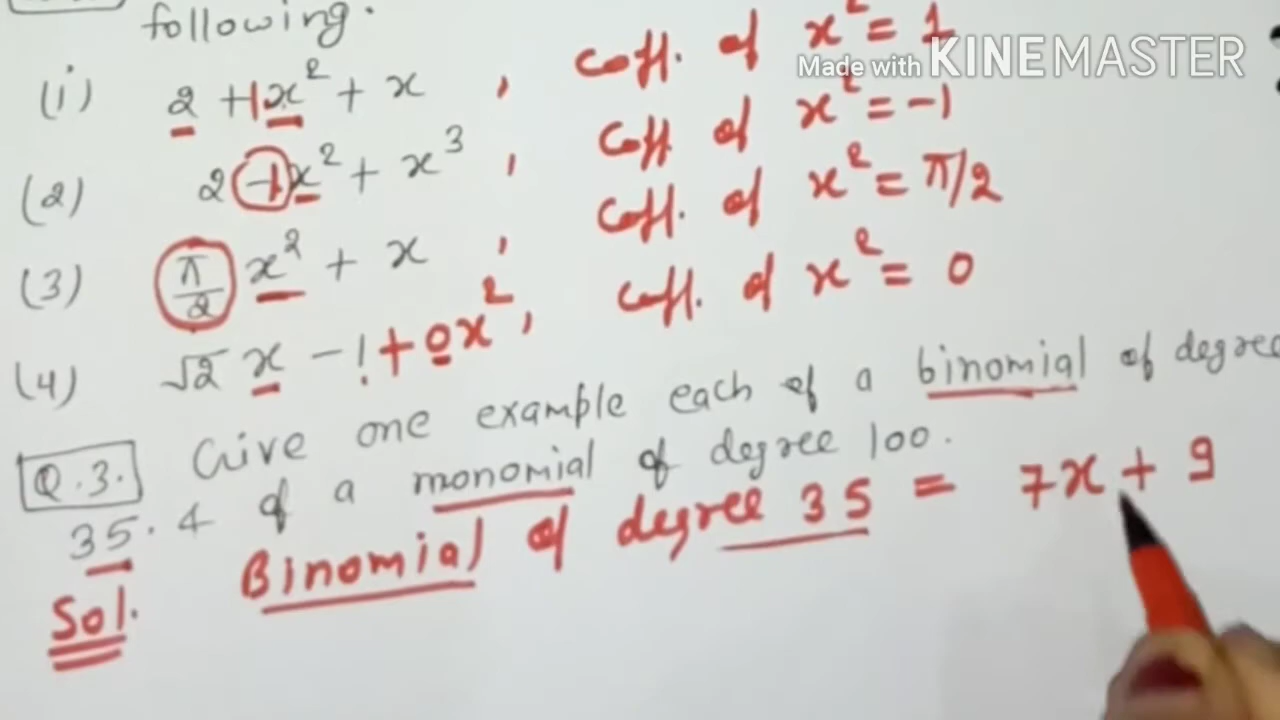 following.
(i) 2 + 1x² + x , coff. of x² = 1
(2) 2 - 1x² + x³ , coff of x² = -1
(3) π/2 x² + x , coff. of x² = π/2
(4) √2 x - 1 + 0x² , coff. of x² = 0
Q.3. Give one example each of a binomial of degree
35. & of a monomial of degree 100.
Sol. Binomial of degree 35 = 7x + 9
Made with KINEMASTER